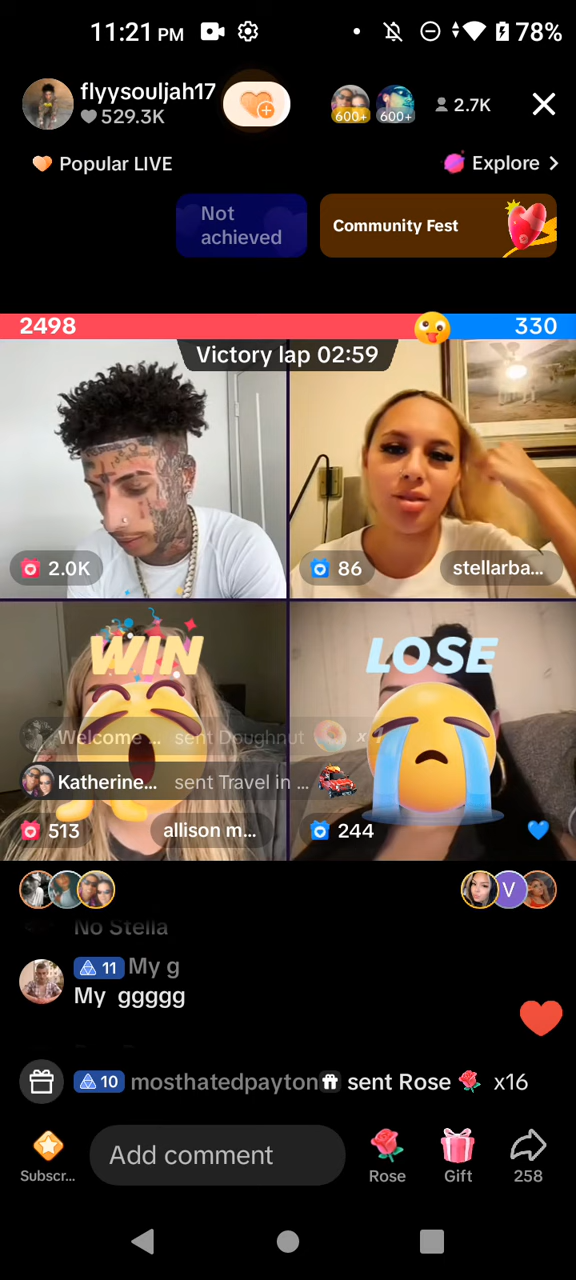 11:21 PM
78%
flyysouljah17
529.3K
600+
600+
2.7K
Popular LIVE
Explore
Not
achieved
Community Fest
2498
330
Victory lap 02:59
2.0K
86
stellarba...
WIN
LOSE
Welcome ... sent Doughnut x
Katherine... sent Travel in ...
513
allison m...
244
V
No Stella
11 My g
My ggggg
10 mosthatedpayton sent Rose x16
Subscr...
Add comment
Rose
Gift
258